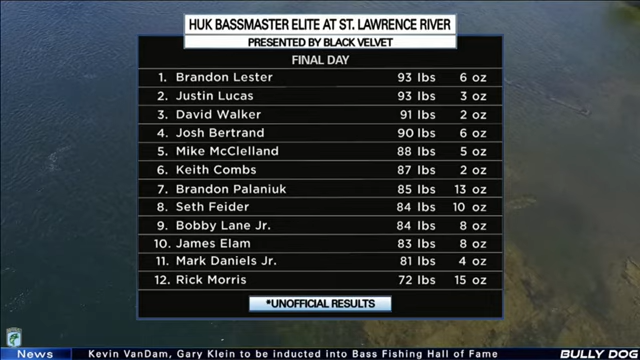 HUK BASSMASTER ELITE AT ST. LAWRENCE RIVER
PRESENTED BY BLACK VELVET
FINAL DAY
1. Brandon Lester 93 lbs 6 oz
2. Justin Lucas 93 lbs 3 oz
3. David Walker 91 lbs 2 oz
4. Josh Bertrand 90 lbs 6 oz
5. Mike McClelland 88 lbs 5 oz
6. Keith Combs 87 lbs 2 oz
7. Brandon Palaniuk 85 lbs 13 oz
8. Seth Feider 84 lbs 10 oz
9. Bobby Lane Jr. 84 lbs 8 oz
10. James Elam 83 lbs 8 oz
11. Mark Daniels Jr. 81 lbs 4 oz
12. Rick Morris 72 lbs 15 oz
*UNOFFICIAL RESULTS
News Kevin VanDam, Gary Klein to be inducted into Bass Fishing Hall of Fame BULLY DOG